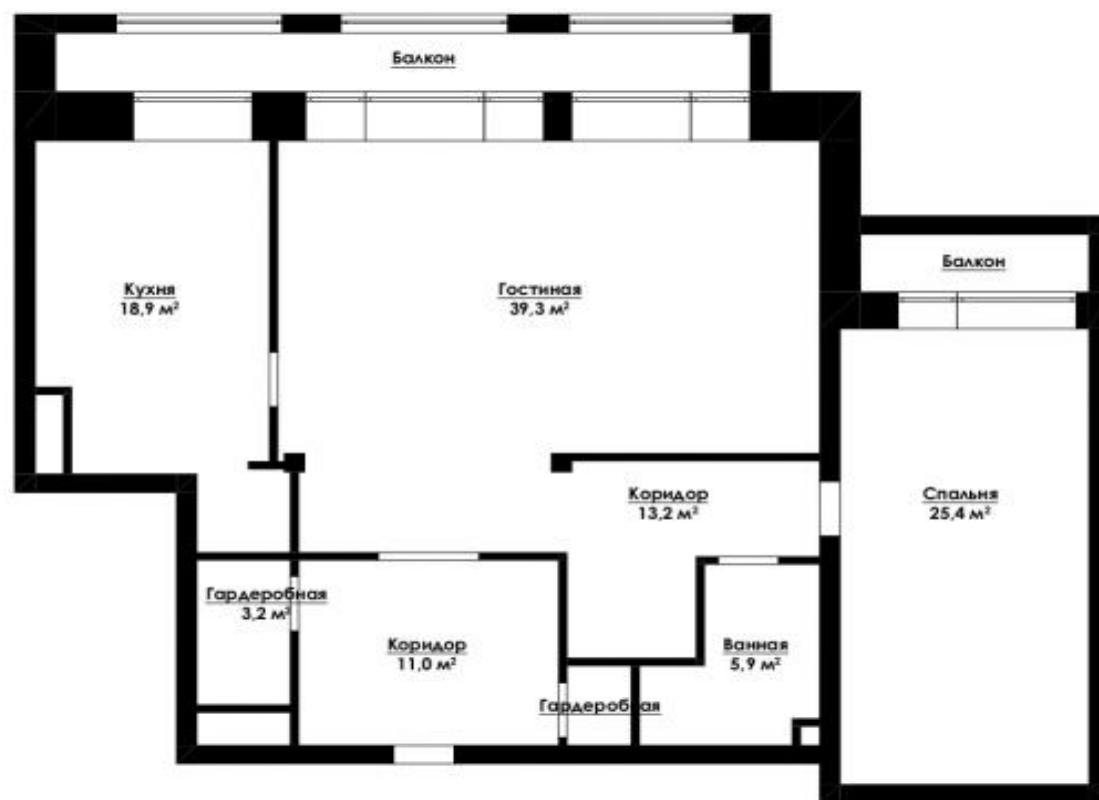 Балкон
Балкон
Кухня
18,9 м²
Гостиная
39,3 м²
Коридор
13,2 м²
Спальня
25,4 м²
Гардеробная
3,2 м²
Коридор
11,0 м²
Ванная
5,9 м²
Гардеробная